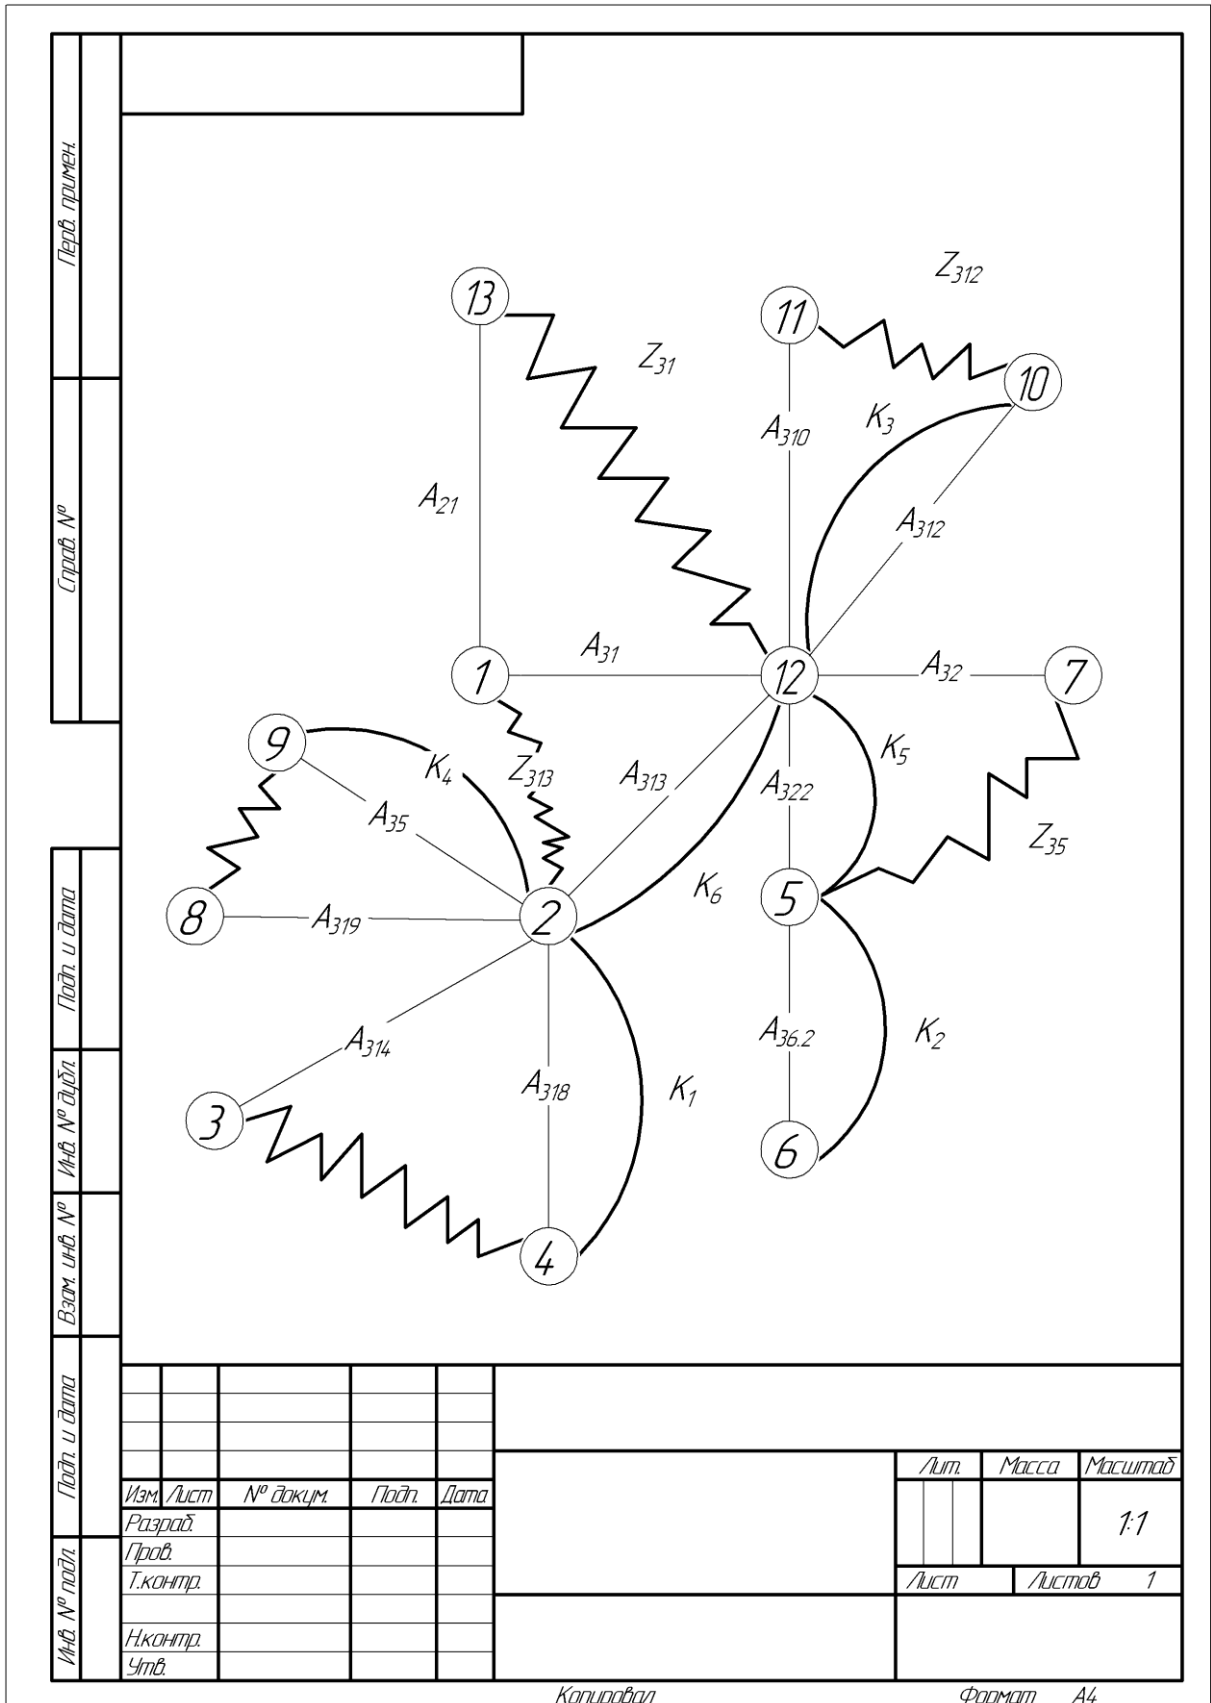 Перв. примен.
Справ. №
Подп. и дата
Инв. № дубл.
Взам. инв. №
Подп. и дата
Инв. № подл.
Z312
13
11
Z31
10
K3
A310
A21
A312
A31
1
12
A32
7
9
K4
Z313
A313
K5
A322
A35
Z35
K6
5
8
A319
2
A314
A36.2
K2
A318
K1
3
6
4
Лит. Масса Масштаб
Изм. Лист № докум. Подп. Дата
Разраб. 1:1
Пров.
Т.контр. Лист Листов 1
Н.контр.
Утв.
Копировал Формат А4